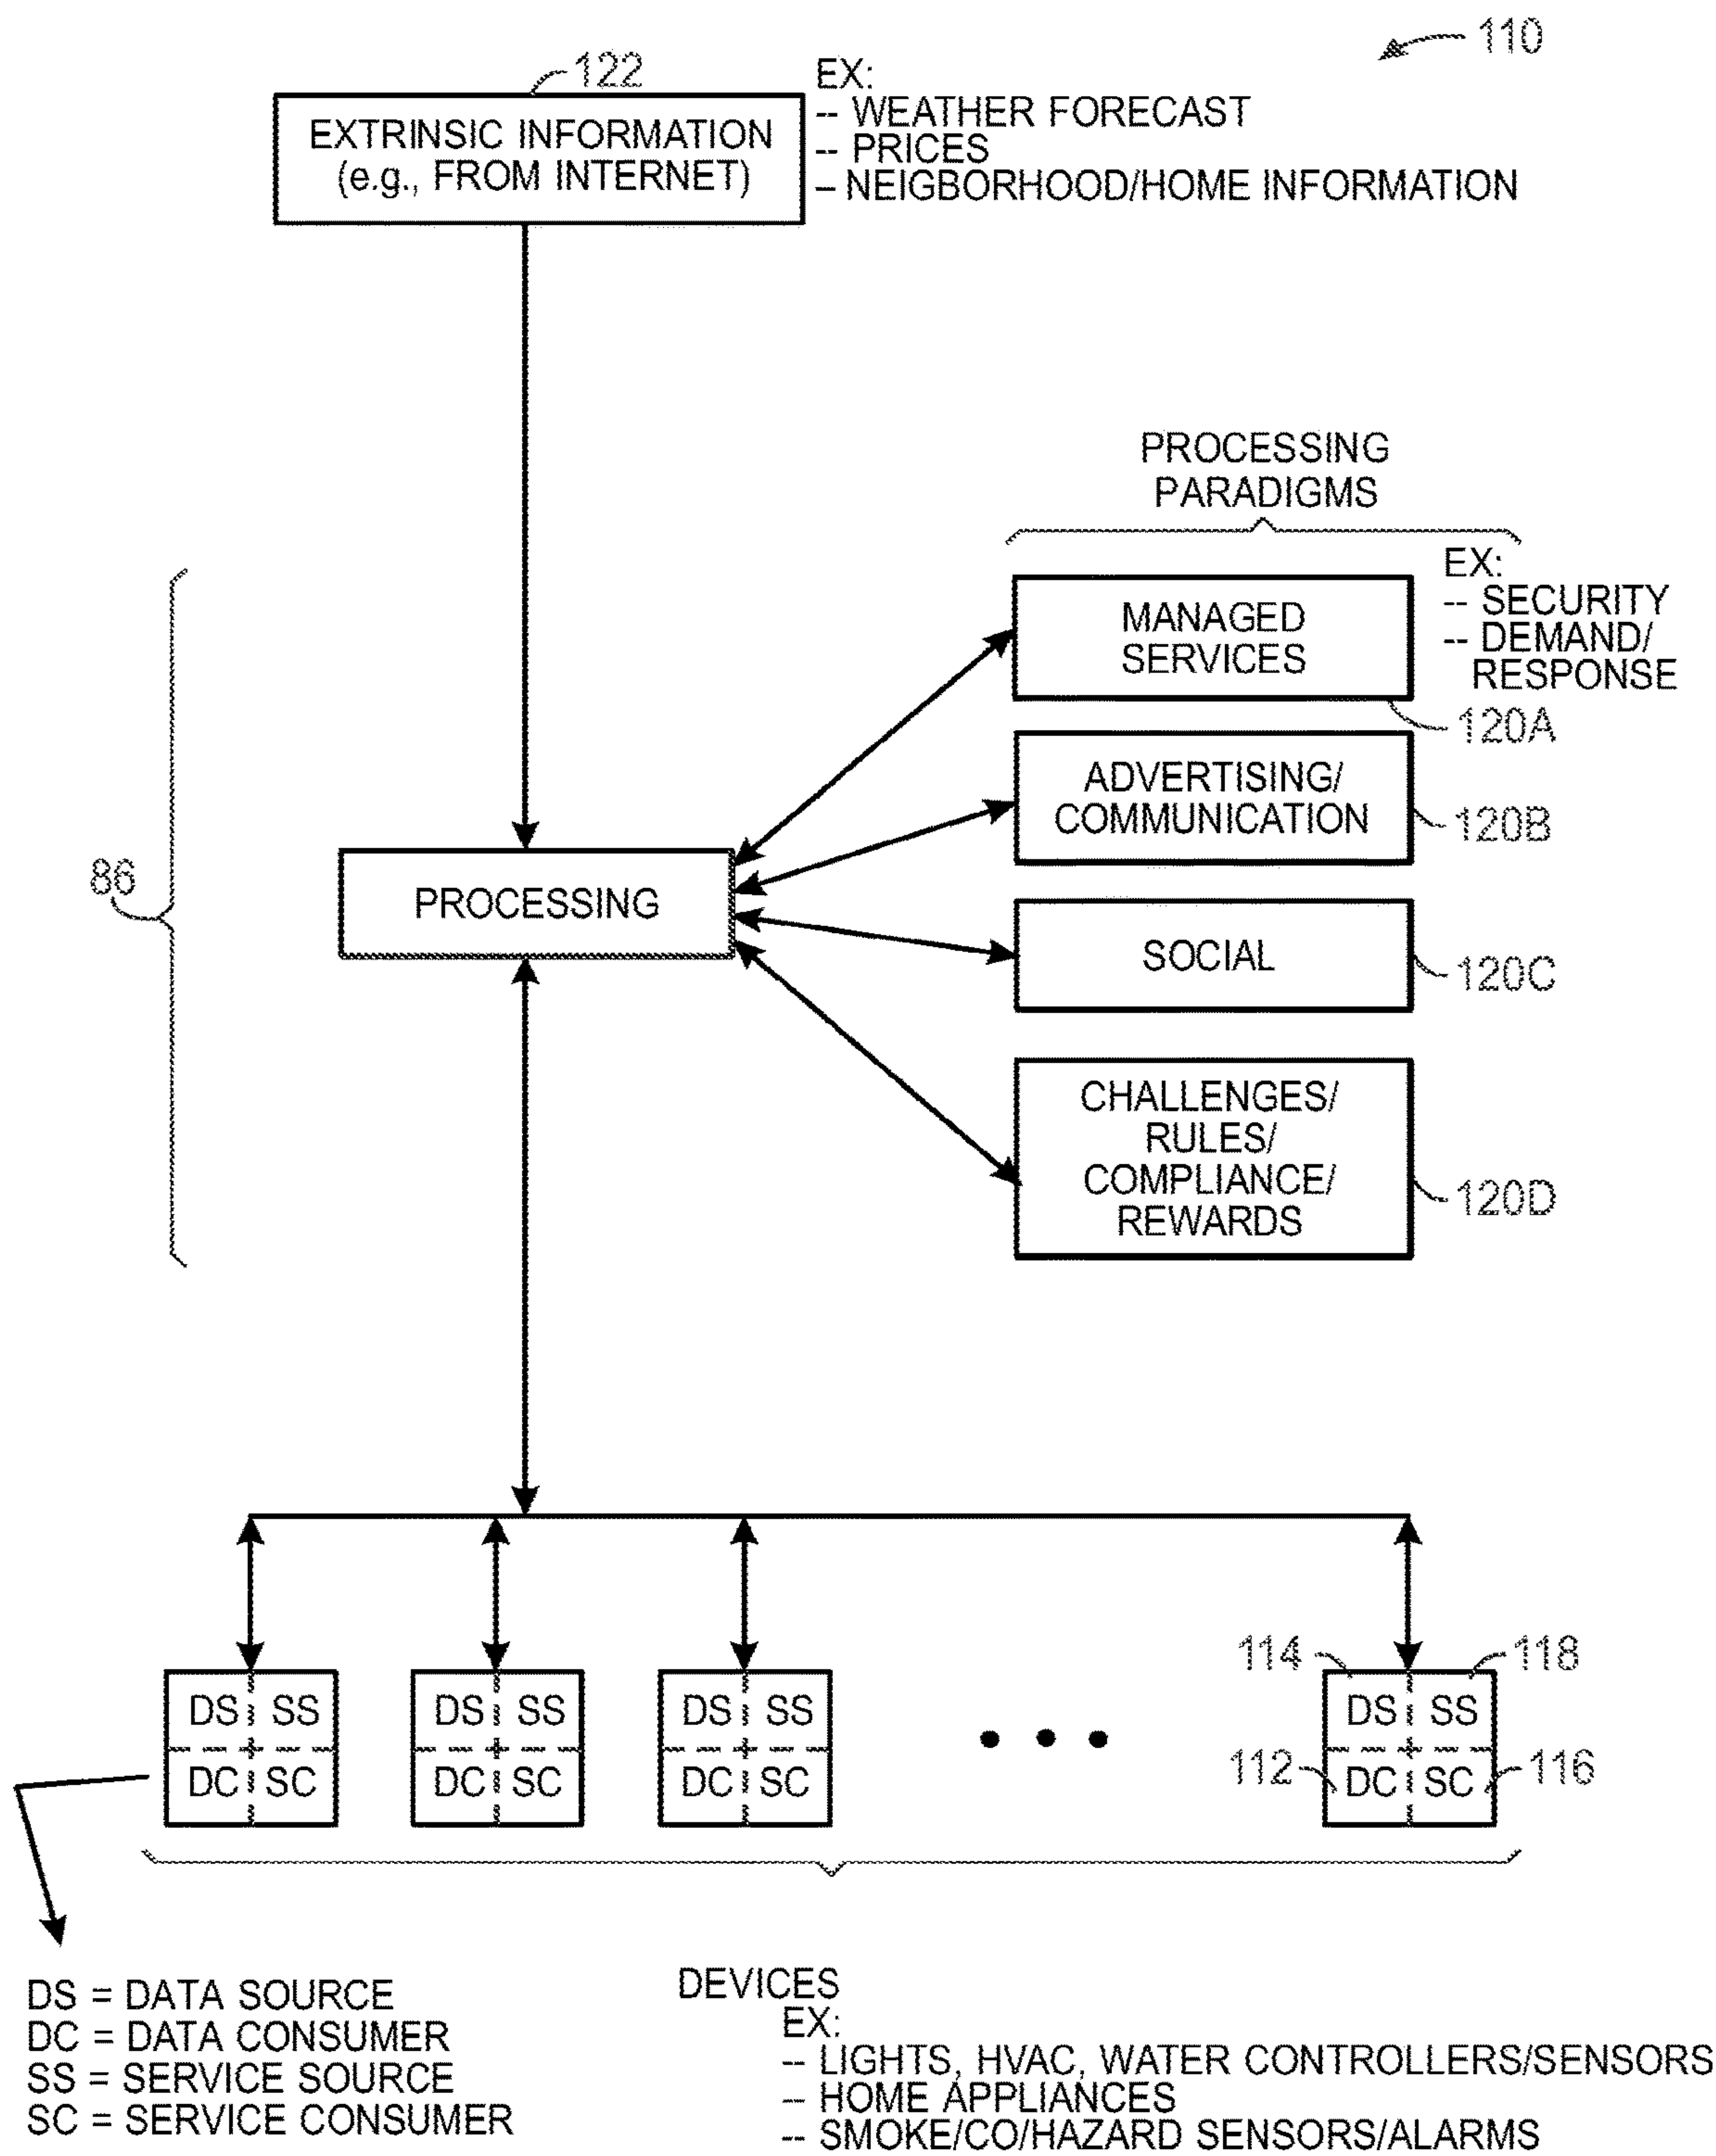 110
122
EXTRINSIC INFORMATION
(e.g., FROM INTERNET)
EX:
-- WEATHER FORECAST
-- PRICES
– NEIGBORHOOD/HOME INFORMATION
PROCESSING
PARADIGMS
MANAGED
SERVICES
EX:
-- SECURITY
-- DEMAND/
RESPONSE
120A
ADVERTISING/
COMMUNICATION
120B
86
PROCESSING
SOCIAL
120C
CHALLENGES/
RULES/
COMPLIANCE/
REWARDS
120D
114
118
DS SS
DC SC
DS SS
DC SC
DS SS
DC SC
• • •
DS SS
DC SC
112
116
DS = DATA SOURCE
DC = DATA CONSUMER
SS = SERVICE SOURCE
SC = SERVICE CONSUMER
DEVICES
EX:
-- LIGHTS, HVAC, WATER CONTROLLERS/SENSORS
-- HOME APPLIANCES
-- SMOKE/CO/HAZARD SENSORS/ALARMS